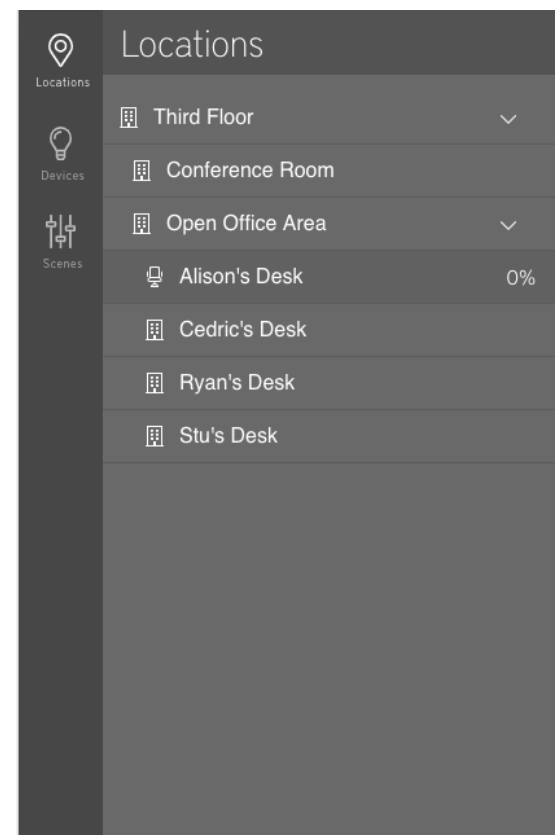 Locations
Devices
Scenes
Locations
Third Floor
Conference Room
Open Office Area
Alison's Desk 0%
Cedric's Desk
Ryan's Desk
Stu's Desk